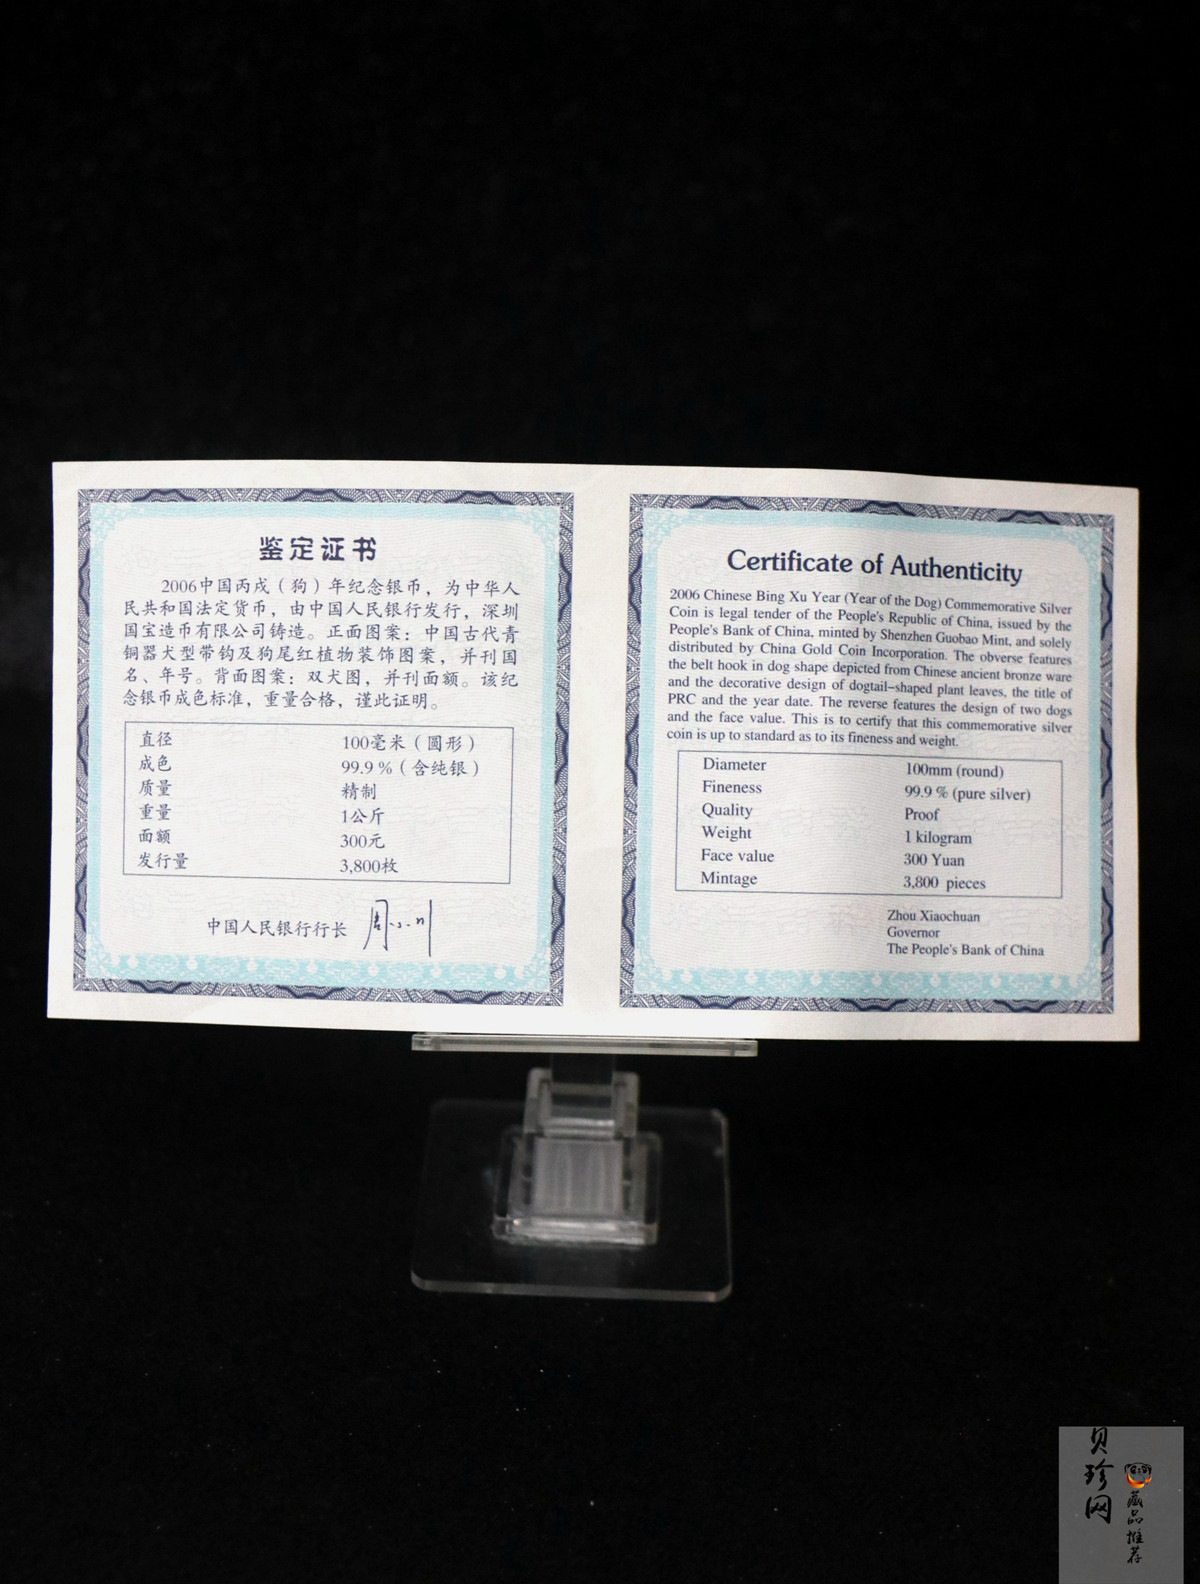 鉴定证书
2006中国丙戌（狗）年纪念银币，为中华人
民共和国法定货币，由中国人民银行发行，深圳
国宝造币有限公司铸造。正面图案：中国古代青
铜器犬型带钩及狗尾红植物装饰图案，并刊国
名、年号。背面图案：双犬图，并刊面额。该纪
念银币成色标准，重量合格，谨此证明。
直径 100毫米（圆形）
成色 99.9％（含纯银）
质量 精制
重量 1公斤
面额 300元
发行量 3,800枚
中国人民银行行长 周小川
Certificate of Authenticity
2006 Chinese Bing Xu Year (Year of the Dog) Commemorative Silver
Coin is legal tender of the People's Republic of China, issued by the
People's Bank of China, minted by Shenzhen Guobao Mint, and solely
distributed by China Gold Coin Incorporation. The obverse features
the belt hook in dog shape depicted from Chinese ancient bronze ware
and the decorative design of dogtail-shaped plant leaves, the title of
PRC and the year date. The reverse features the design of two dogs
and the face value. This is to certify that this commemorative silver
coin is up to standard as to its fineness and weight.
Diameter 100mm (round)
Fineness 99.9 % (pure silver)
Quality Proof
Weight 1 kilogram
Face value 300 Yuan
Mintage 3,800 pieces
Zhou Xiaochuan
Governor
The People's Bank of China
贝珍网
藏品推荐